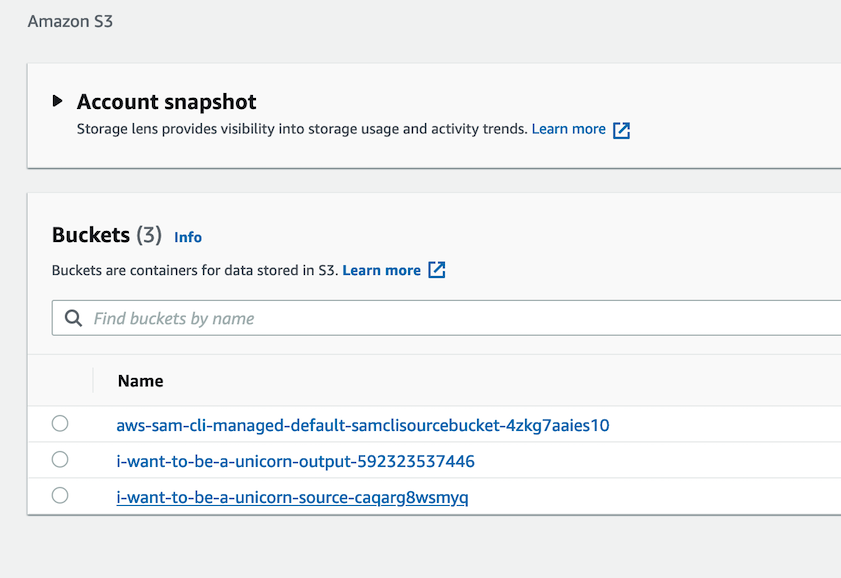 Amazon S3
Account snapshot
Storage lens provides visibility into storage usage and activity trends. Learn more
Buckets (3) Info
Buckets are containers for data stored in S3. Learn more
Find buckets by name
Name
aws-sam-cli-managed-default-samclisourcebucket-4zkg7aaies10
i-want-to-be-a-unicorn-output-592323537446
i-want-to-be-a-unicorn-source-caqarg8wsmyq